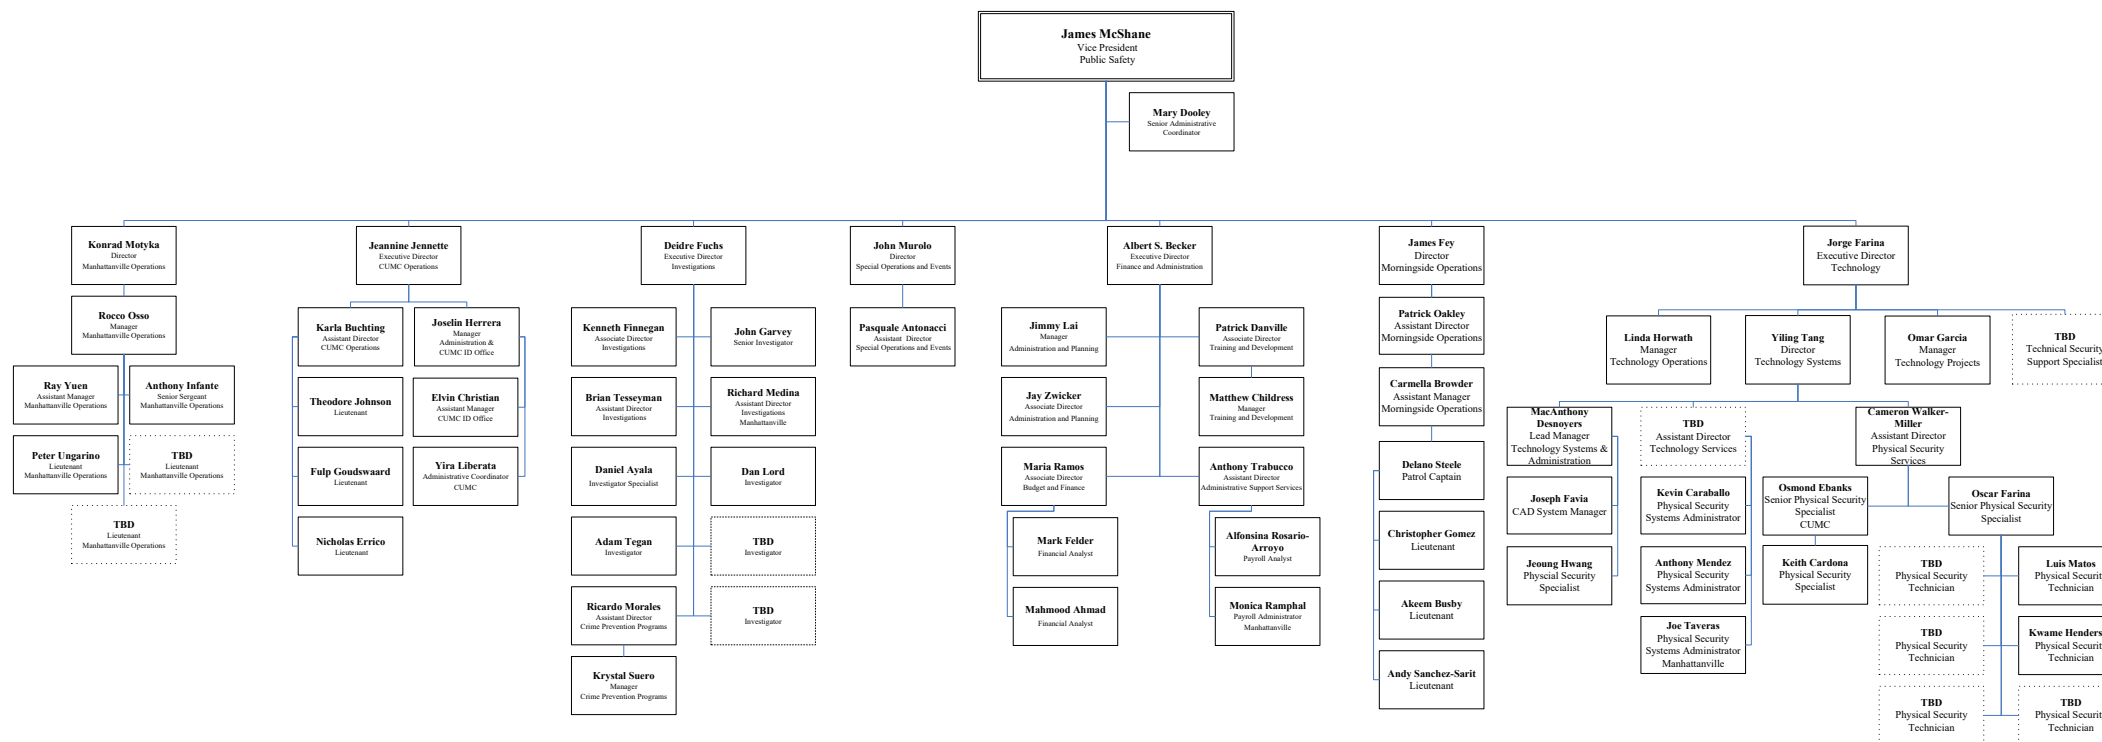 James McShane
Vice President
Public Safety
Mary Dooley
Senior Administrative
Coordinator
Konrad Motyka
Director
Manhattanville Operations
Rocco Osso
Manager
Manhattanville Operations
Ray Yuen
Assistant Manager
Manhattanville Operations
Anthony Infante
Senior Sergeant
Manhattanville Operations
Peter Ungarino
Lieutenant
Manhattanville Operations
TBD
Lieutenant
Manhattanville Operations
TBD
Lieutenant
Manhattanville Operations
Jeannine Jennette
Executive Director
CUMC Operations
Karla Buchting
Assistant Director
CUMC Operations
Theodore Johnson
Lieutenant
Fulp Goudswaard
Lieutenant
Nicholas Errico
Lieutenant
Joselin Herrera
Manager
Administration &
CUMC ID Office
Elvin Christian
Assistant Manager
CUMC ID Office
Yira Liberata
Administrative Coordinator
CUMC
Deidre Fuchs
Executive Director
Investigations
Kenneth Finnegan
Associate Director
Investigations
John Garvey
Senior Investigator
Brian Tesseyman
Assistant Director
Investigations
Richard Medina
Assistant Director
Investigations
Manhattanville
Daniel Ayala
Investigator Specialist
Dan Lord
Investigator
Adam Tegan
Investigator
TBD
Investigator
Ricardo Morales
Assistant Director
Crime Prevention Programs
TBD
Investigator
Krystal Suero
Manager
Crime Prevention Programs
John Murolo
Director
Special Operations and Events
Pasquale Antonacci
Assistant Director
Special Operations and Events
Albert S. Becker
Executive Director
Finance and Administration
Jimmy Lai
Manager
Administration and Planning
Jay Zwicker
Associate Director
Administration and Planning
Maria Ramos
Associate Director
Budget and Finance
Mark Felder
Financial Analyst
Mahmood Ahmad
Financial Analyst
Patrick Danville
Associate Director
Training and Development
Matthew Childress
Manager
Training and Development
Anthony Trabucco
Assistant Director
Administrative Support Services
Alfonsina Rosario-
Arroyo
Payroll Analyst
Monica Ramphal
Payroll Administrator
Manhattanville
James Fey
Director
Morningside Operations
Patrick Oakley
Assistant Director
Morningside Operations
Carmella Browder
Assistant Manager
Morningside Operations
Delano Steele
Patrol Captain
Christopher Gomez
Lieutenant
Akeem Busby
Lieutenant
Andy Sanchez-Sarit
Lieutenant
Jorge Farina
Executive Director
Technology
Linda Horwath
Manager
Technology Operations
Yiling Tang
Director
Technology Systems
Omar Garcia
Manager
Technology Projects
TBD
Technical Security
Support Specialist
MacAnthony
Desnoyers
Lead Manager
Technology Systems &
Administration
Joseph Favia
CAD System Manager
Jeoung Hwang
Physcial Security
Specialist
TBD
Assistant Director
Technology Services
Kevin Caraballo
Physical Security
Systems Administrator
Anthony Mendez
Physical Security
Systems Administrator
Joe Taveras
Physical Security
Systems Administrator
Manhattanville
Cameron Walker-
Miller
Assistant Director
Physical Security
Services
Osmond Ebanks
Senior Physical Security
Specialist
CUMC
Keith Cardona
Physical Security
Specialist
Oscar Farina
Senior Physical Security
Specialist
TBD
Physical Security
Technician
Luis Matos
Physical Securit
Technician
TBD
Physical Security
Technician
Kwame Henders
Physical Securit
Technician
TBD
Physical Security
Technician
TBD
Physical Securit
Technician